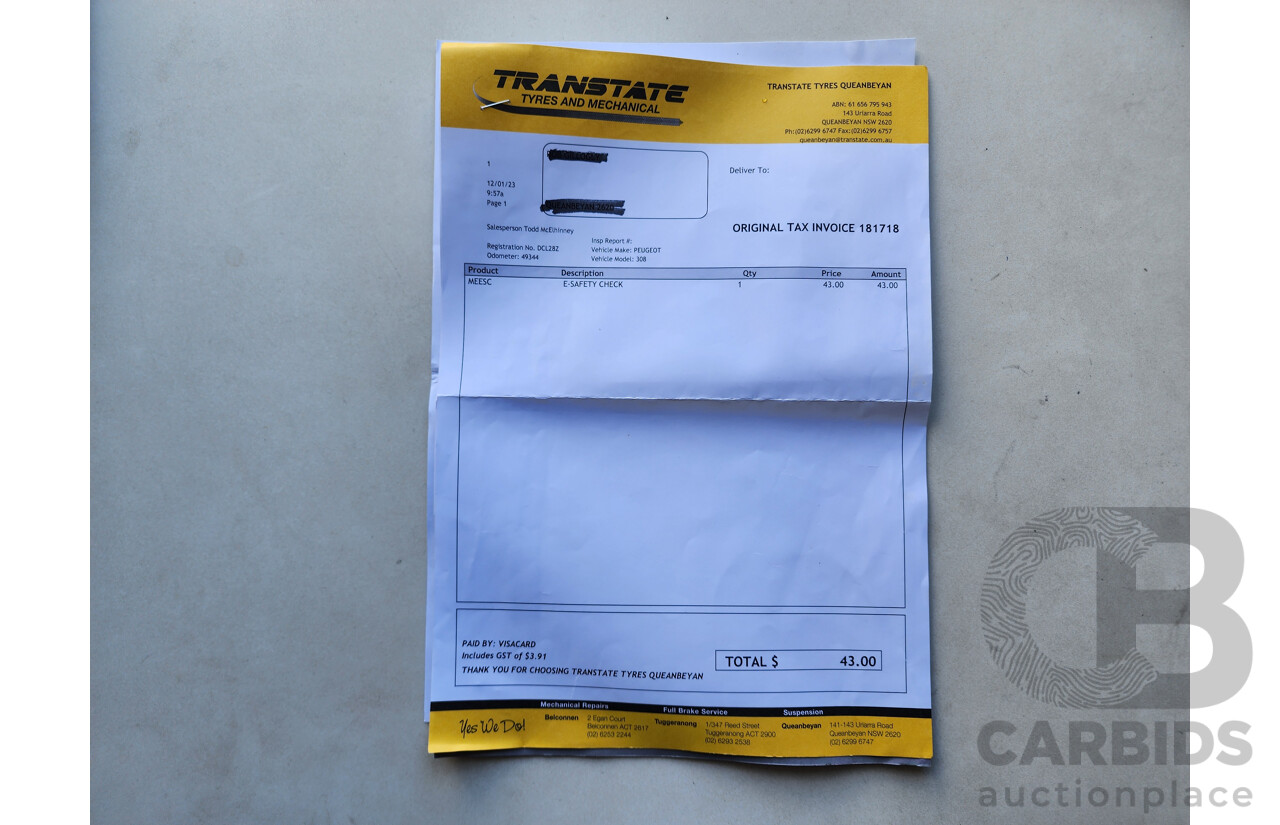 TRANSTATE
TYRES AND MECHANICAL
TRANSTATE TYRES QUEANBEYAN
ABN: 61 656 795 943
143 Uriarra Road
QUEANBEYAN NSW 2620
Ph:(02)6299 6747 Fax:(02)6299 6757
queanbeyan@transtate.com.au
1
12/01/23
9:57a
Page 1
QUEANBEYAN 2620
Deliver To:
Salesperson Todd McElhinney
ORIGINAL TAX INVOICE 181718
Registration No. DCL28Z
Odometer: 49344
Insp Report #:
Vehicle Make: PEUGEOT
Vehicle Model: 308
Product Description Qty Price Amount
MEESC E-SAFETY CHECK 1 43.00 43.00
PAID BY: VISACARD
Includes GST of $3.91
THANK YOU FOR CHOOSING TRANSTATE TYRES QUEANBEYAN
TOTAL $ 43.00
Mechanical Repairs Full Brake Service Suspension
Yes We Do!
Belconnen 2 Egan Court
Belconnen ACT 2617
(02) 6253 2244
Tuggeranong 1/347 Reed Street
Tuggeranong ACT 2900
(02) 6293 2538
Queanbeyan 141-143 Uriarra Road
Queanbeyan NSW 2620
(02) 6299 6747
CARBIDS
auctionplace